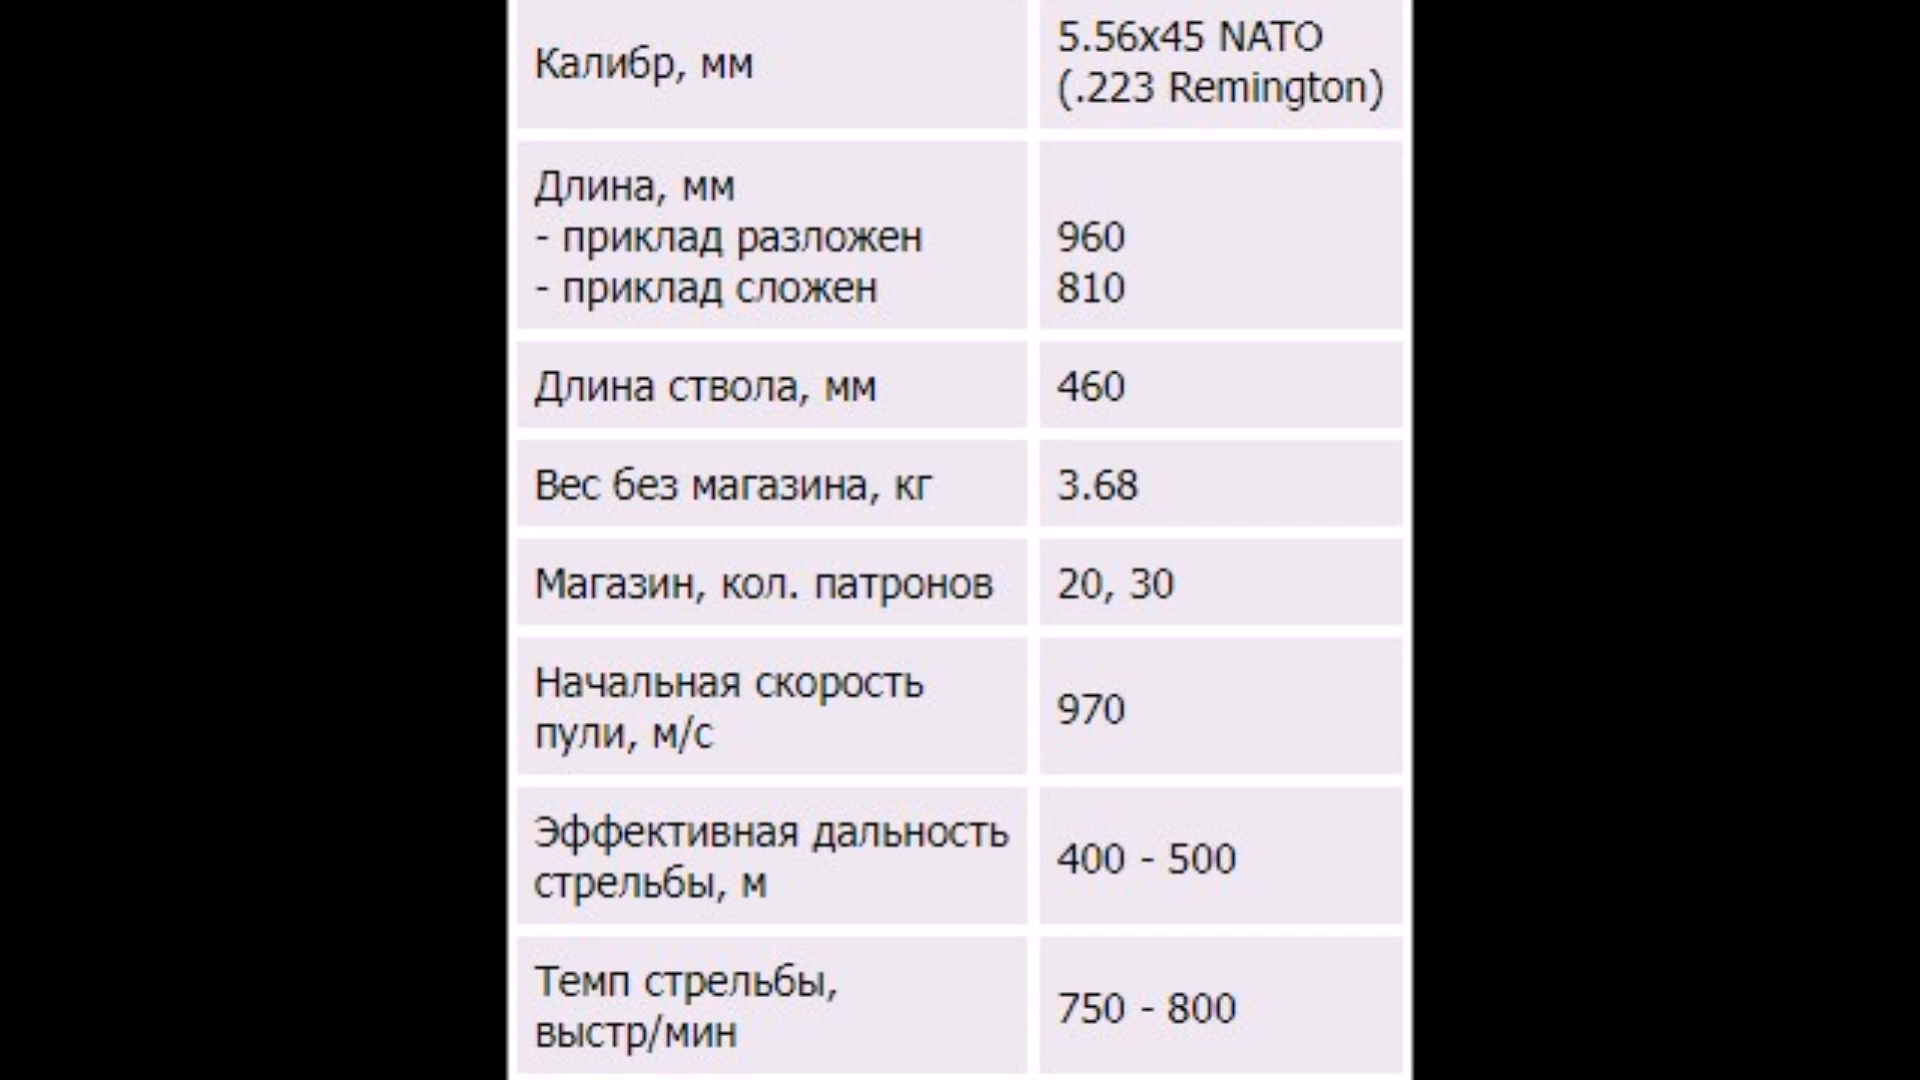 Калибр, мм
5.56x45 NATO
(.223 Remington)
Длина, мм
- приклад разложен
960
- приклад сложен
810
Длина ствола, мм
460
Вес без магазина, кг
3.68
Магазин, кол. патронов
20, 30
Начальная скорость
пули, м/с
970
Эффективная дальность
стрельбы, м
400 - 500
Темп стрельбы,
выстр/мин
750 - 800